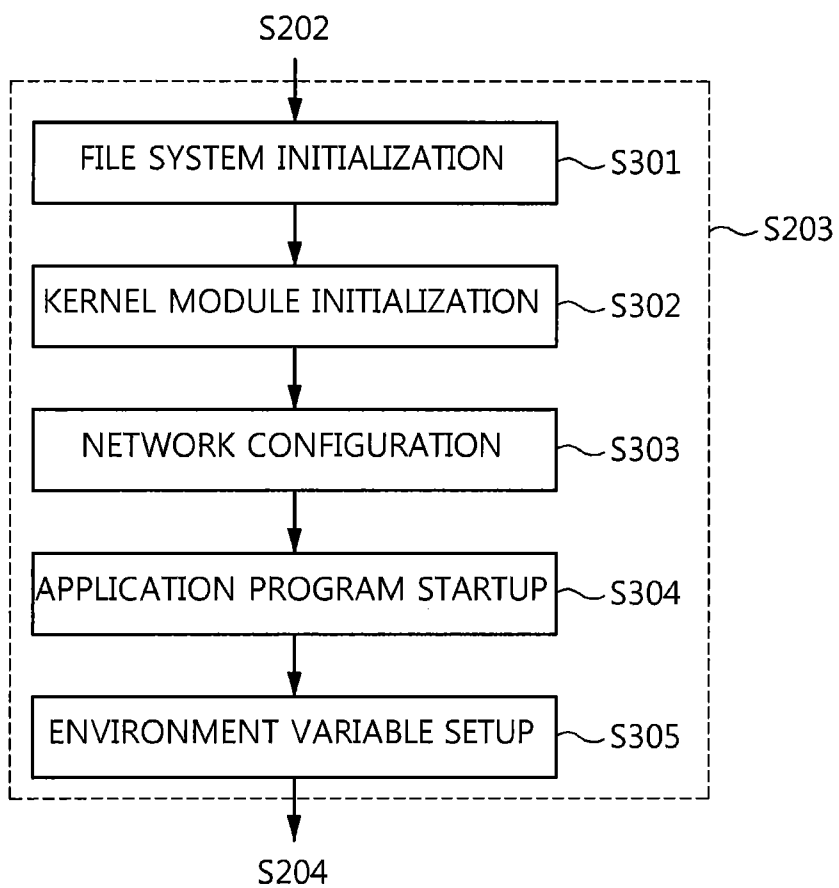 S202
FILE SYSTEM INITIALIZATION
S301
S203
KERNEL MODULE INITIALIZATION
S302
NETWORK CONFIGURATION
S303
APPLICATION PROGRAM STARTUP
S304
ENVIRONMENT VARIABLE SETUP
S305
S204